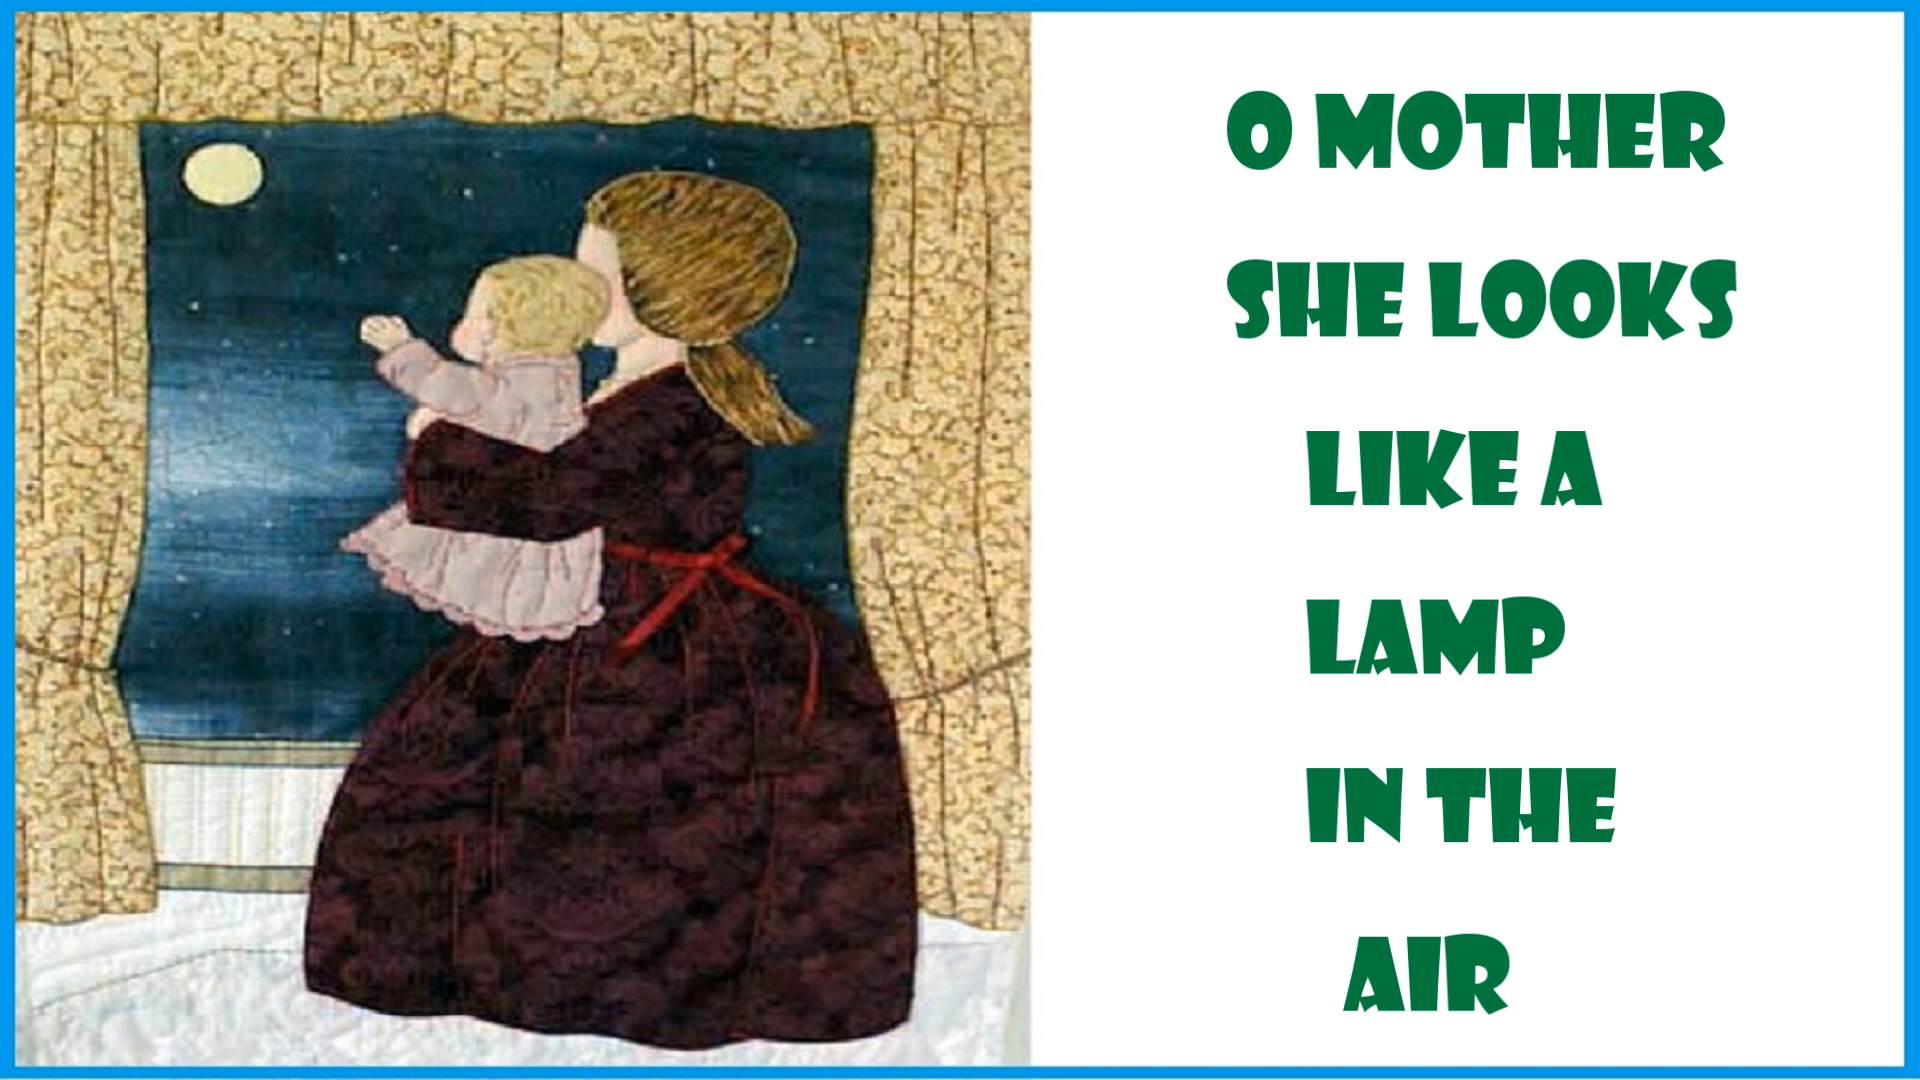 O MOTHER
SHE LOOKS
LIKE A
LAMP
IN THE
AIR